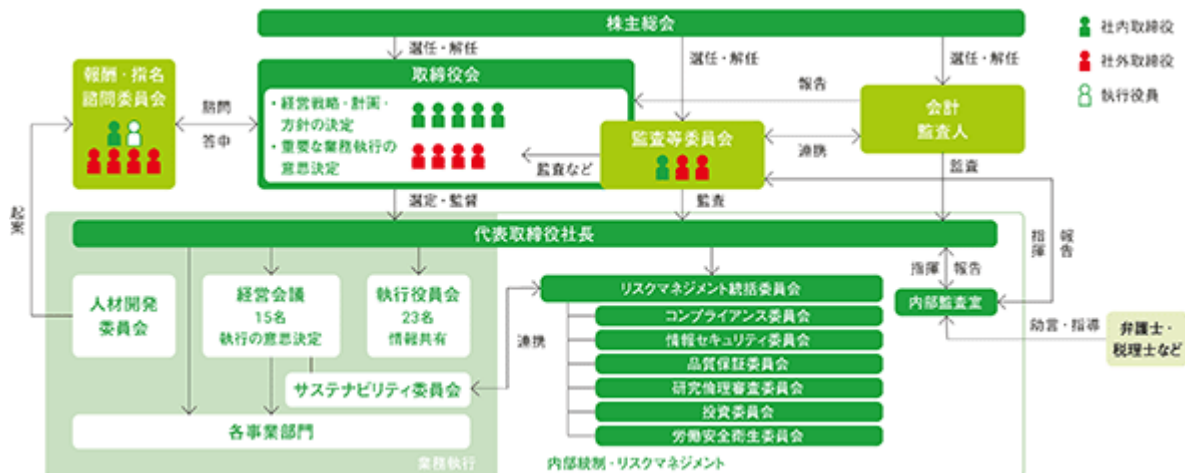 株主総会
社内取締役
社外取締役
執行役員
選任・解任
選任・解任
選任・解任
報酬・指名
諮問委員会
諮問
答申
取締役会
・経営戦略・計画・
方針の決定
・重要な業務執行の
意思決定
報告
会計
監査人
監査等委員会
連携
監査など
選定・監督
監査
監査
起案
指揮
報告
代表取締役社長
人材開発
委員会
経営会議
15名
執行の意思決定
執行役員会
23名
情報共有
指揮
報告
リスクマネジメント統括委員会
内部監査室
コンプライアンス委員会
情報セキュリティ委員会
品質保証委員会
研究倫理審査委員会
投資委員会
労働安全衛生委員会
連携
助言・指導
弁護士・
税理士など
サステナビリティ委員会
各事業部門
業務執行
内部統制・リスクマネジメント